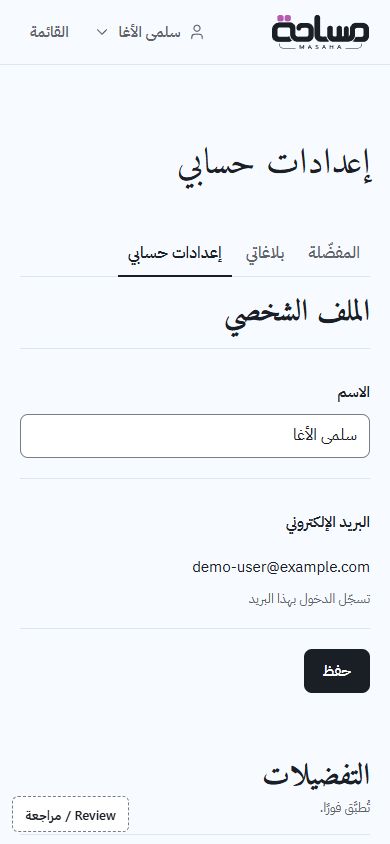 مساحة
MASAHA
سلمى الأغا
القائمة
إعدادات حسابي
المفضّلة بلاغاتي إعدادات حسابي
الملف الشخصي
الاسم
سلمى الأغا
البريد الإلكتروني
demo-user@example.com
تسجّل الدخول بهذا البريد
حفظ
التفضيلات
تُطبَّق فورًا.
Review / مراجعة